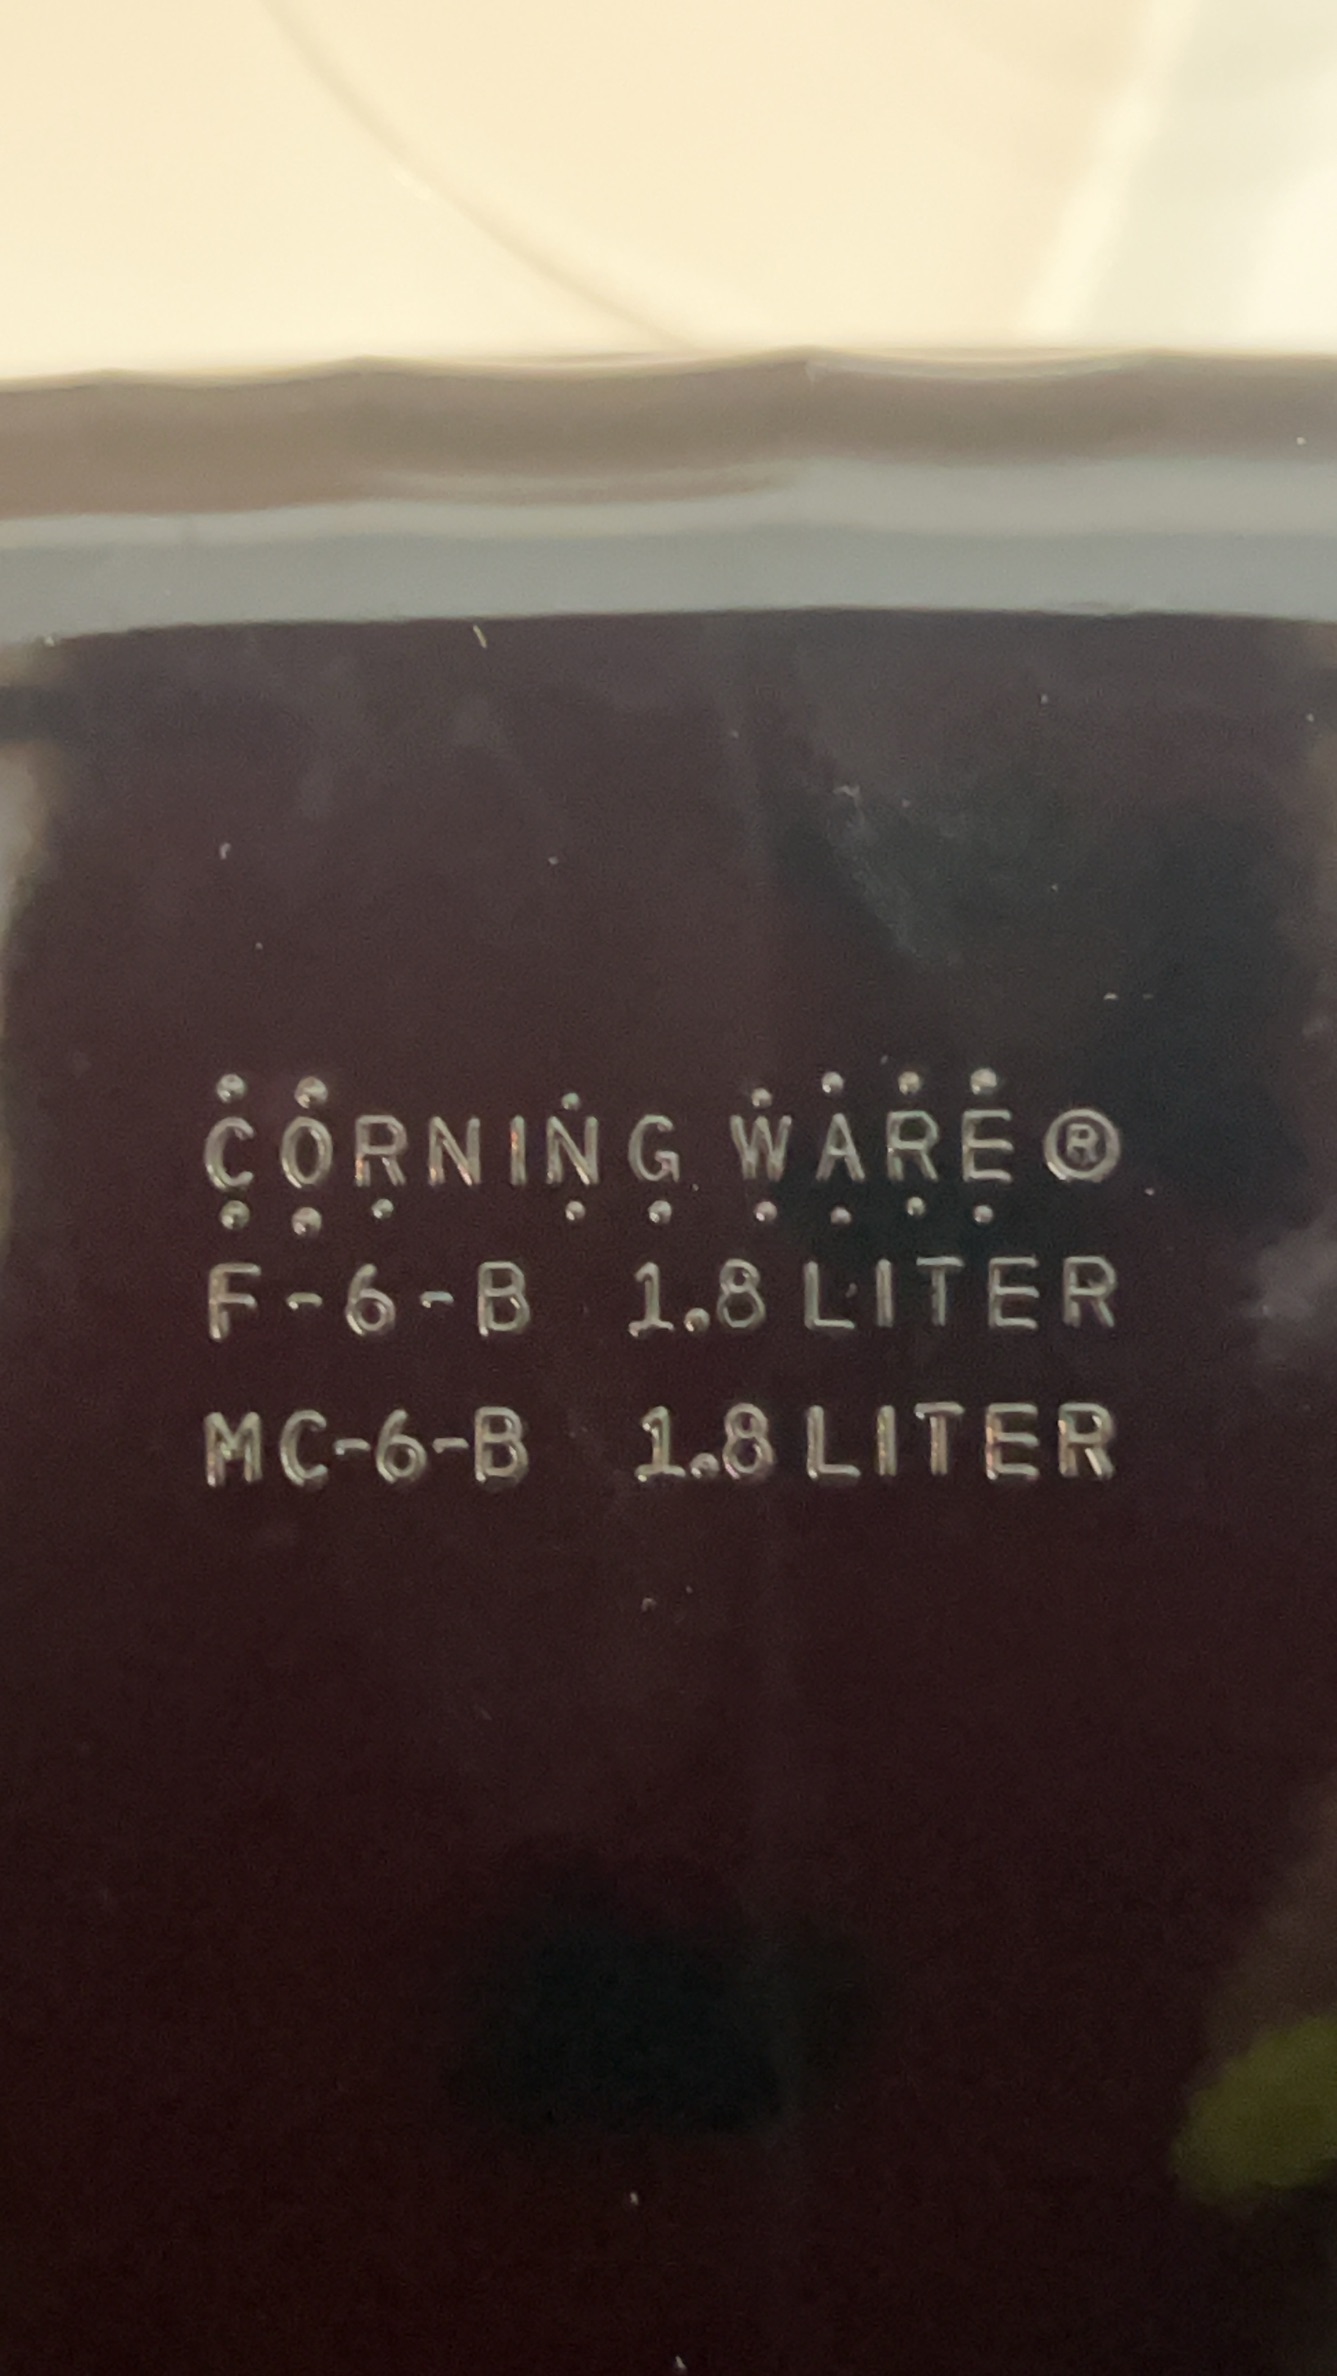 CORNING WARE®
F-6-B 1.8 LITER
MC-6-B 1.8 LITER